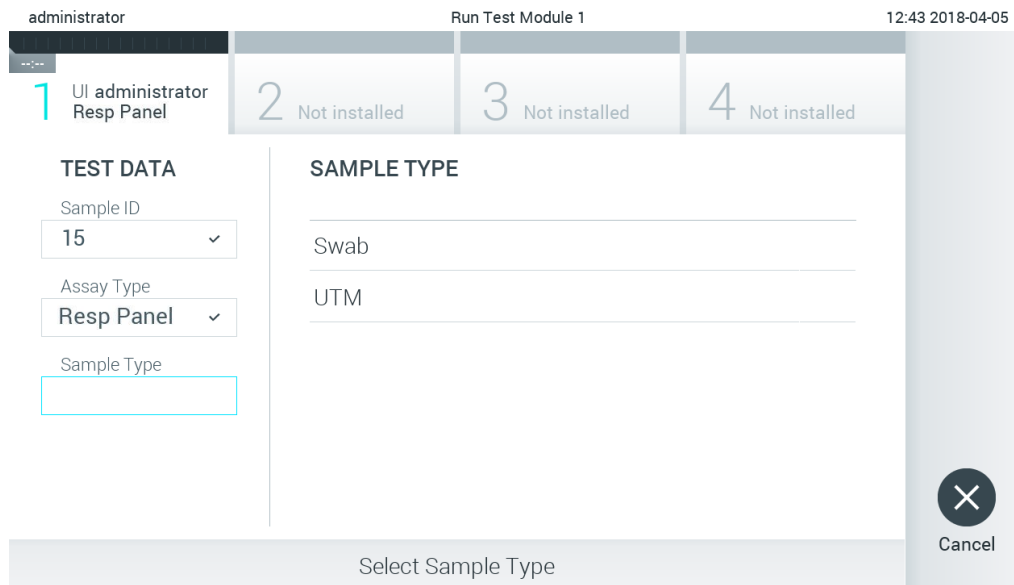 administrator
Run Test Module 1
12:43 2018-04-05
--:--
1
UI administrator
Resp Panel
2 Not installed
3 Not installed
4 Not installed
TEST DATA
Sample ID
15
Assay Type
Resp Panel
Sample Type
SAMPLE TYPE
Swab
UTM
Cancel
Select Sample Type